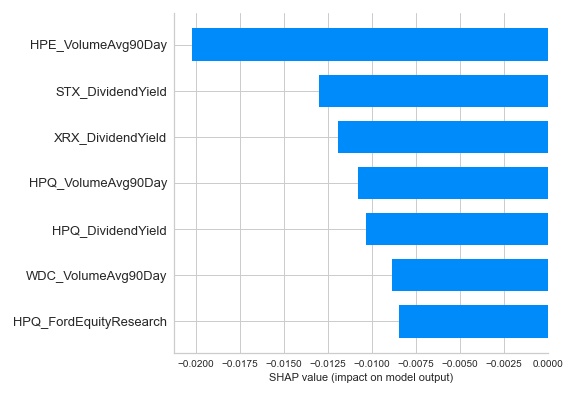 HPE_VolumeAvg90Day
STX_DividendYield
XRX_DividendYield
HPQ_VolumeAvg90Day
HPQ_DividendYield
WDC_VolumeAvg90Day
HPQ_FordEquityResearch
−0.0200 −0.0175 −0.0150 −0.0125 −0.0100 −0.0075 −0.0050 −0.0025 0.0000
SHAP value (impact on model output)